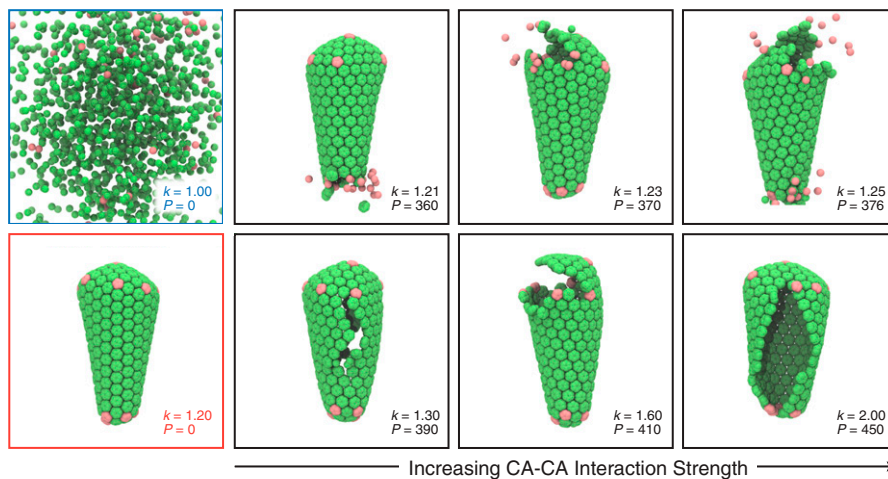 k = 1.00
P = 0
k = 1.21
P = 360
k = 1.23
P = 370
k = 1.25
P = 376
k = 1.20
P = 0
k = 1.30
P = 390
k = 1.60
P = 410
k = 2.00
P = 450
Increasing CA-CA Interaction Strength